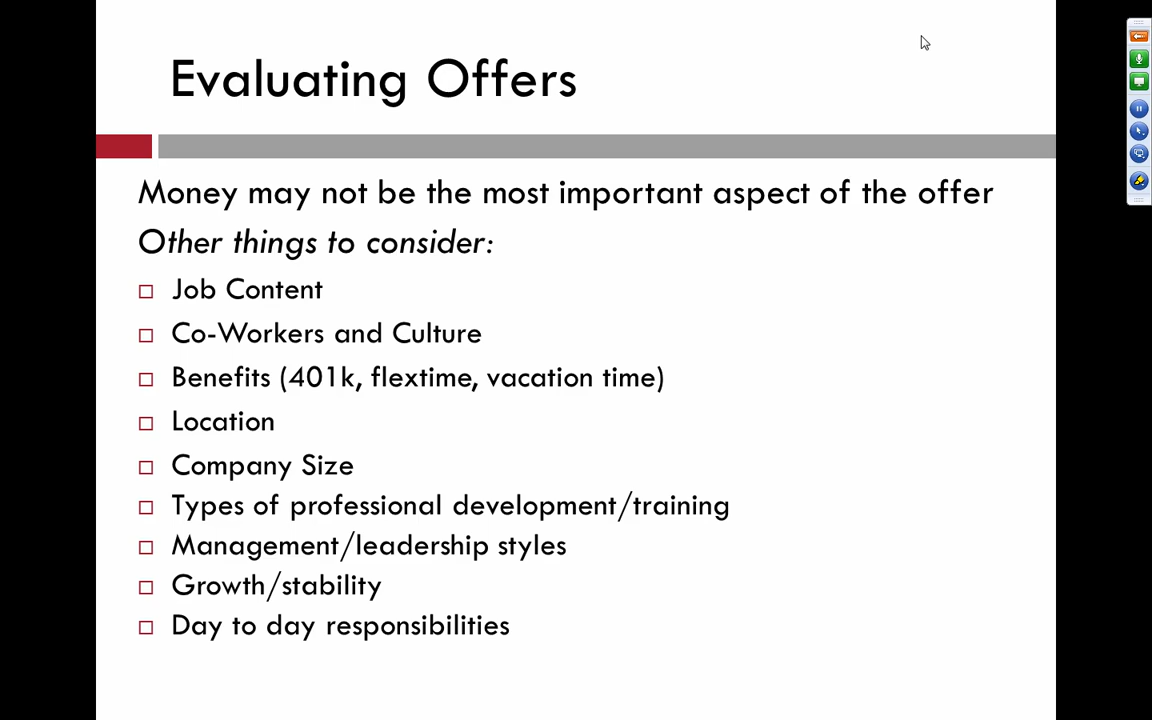 Evaluating Offers
Money may not be the most important aspect of the offer
Other things to consider:
Job Content
Co-Workers and Culture
Benefits (401k, flextime, vacation time)
Location
Company Size
Types of professional development/training
Management/leadership styles
Growth/stability
Day to day responsibilities